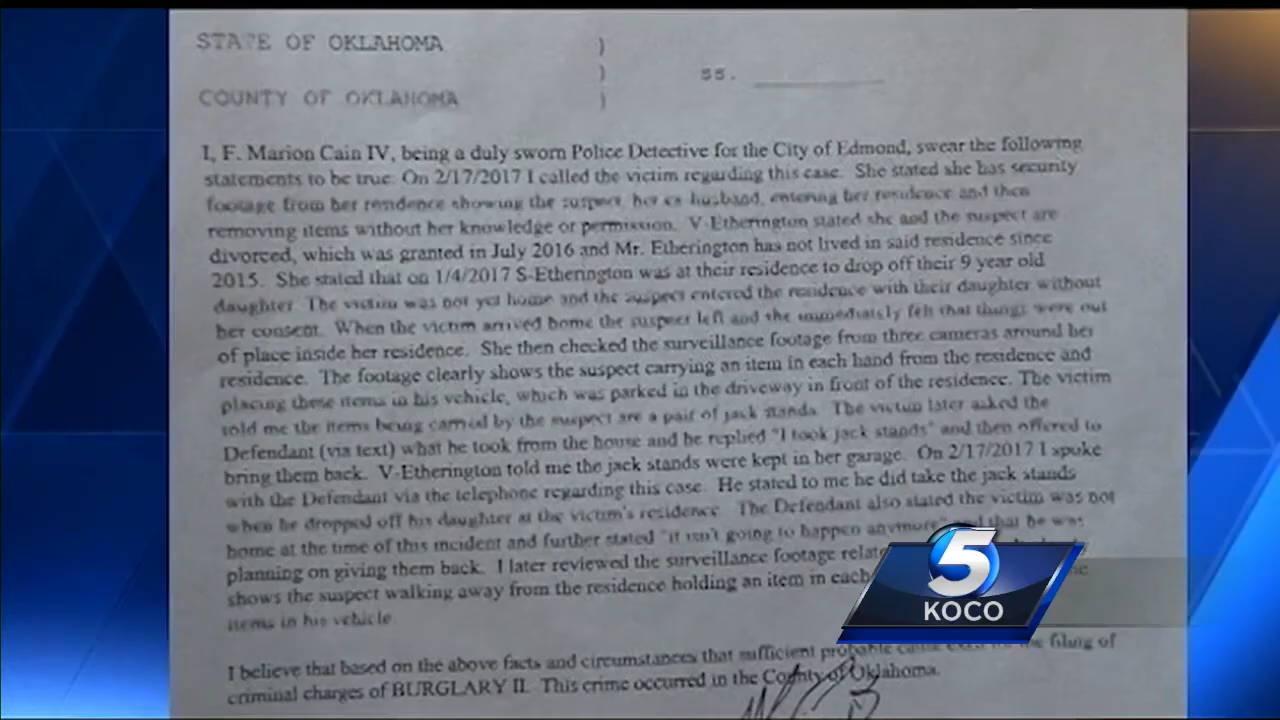 STATE OF OKLAHOMA )
) ss. ____________
COUNTY OF OKLAHOMA )
I, F. Marion Cain IV, being a duly sworn Police Detective for the City of Edmond, swear the following
statements to be true. On 2/17/2017 I called the victim regarding this case. She stated she has security
footage from her residence showing the suspect, her ex husband, entering her residence and then
removing items without her knowledge or permission. V-Etherington stated she and the suspect are
divorced, which was granted in July 2016 and Mr. Etherington has not lived in said residence since
2015. She stated that on 1/4/2017 S-Etherington was at their residence to drop off their 9 year old
daughter. The victim was not yet home and the suspect entered the residence with their daughter without
her consent. When the victim arrived home the suspect left and she immediately felt that things were out
of place inside her residence. She then checked the surveillance footage from three cameras around her
residence. The footage clearly shows the suspect carrying an item in each hand from the residence and
placing these items in his vehicle, which was parked in the driveway in front of the residence. The victim
told me the items being carried by the suspect are a pair of jack stands. The victim later asked the
Defendant (via text) what he took from the house and he replied "I took jack stands" and then offered to
bring them back. V-Etherington told me the jack stands were kept in her garage. On 2/17/2017 I spoke
with the Defendant via the telephone regarding this case. He stated to me he did take the jack stands
when he dropped off his daughter at the victim's residence. The Defendant also stated the victim was not
home at the time of this incident and further stated "it isn't going to happen anymore" that he was
planning on giving them back. I later reviewed the surveillance footage
shows the suspect walking away from the residence holding an item in each
items in his vehicle
I believe that based on the above facts and circumstances that sufficient probable cause filing of
criminal charges of BURGLARY II. This crime occurred in the County of Oklahoma.
5
KOCO